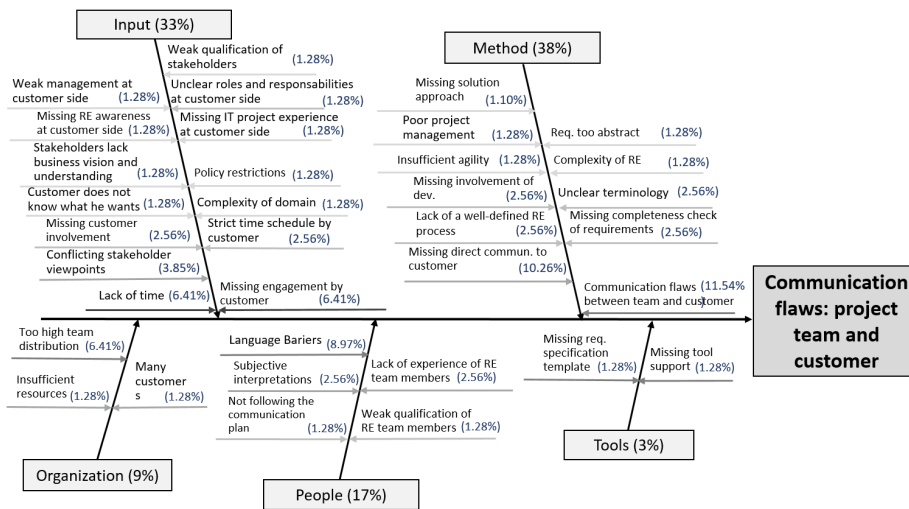 Input (33%)
Weak qualification of
stakeholders (1.28%)
Weak management at
customer side (1.28%)
Unclear roles and responsabilities
at customer side (1.28%)
Missing RE awareness
at customer side (1.28%)
Missing IT project experience
at customer side (1.28%)
Stakeholders lack
business vision and
understanding (1.28%)
Policy restrictions (1.28%)
Customer does not
know what he wants (1.28%)
Complexity of domain (1.28%)
Missing customer
involvement (2.56%)
Strict time schedule by
customer (2.56%)
Conflicting stakeholder
viewpoints (3.85%)
Lack of time (6.41%)
Missing engagement by
customer (6.41%)
Method (38%)
Missing solution
approach (1.10%)
Poor project
management (1.28%)
Req. too abstract (1.28%)
Insufficient agility (1.28%)
Complexity of RE (1.28%)
Missing involvement of
dev. (2.56%)
Unclear terminology (2.56%)
Lack of a well-defined RE
process (2.56%)
Missing completeness check
of requirements (2.56%)
Missing direct commun. to
customer (10.26%)
Communication flaws (11.54%)
between team and customer
Communication
flaws: project
team and
customer
Too high team
distribution (6.41%)
Insufficient
resources (1.28%)
Many
customer
s (1.28%)
Organization (9%)
Language Bariers (8.97%)
Subjective
interpretations (2.56%)
Lack of experience of RE
team members (2.56%)
Not following the
communication
plan (1.28%)
Weak qualification of
RE team members (1.28%)
People (17%)
Missing req.
specification
template (1.28%)
Missing tool
support (1.28%)
Tools (3%)